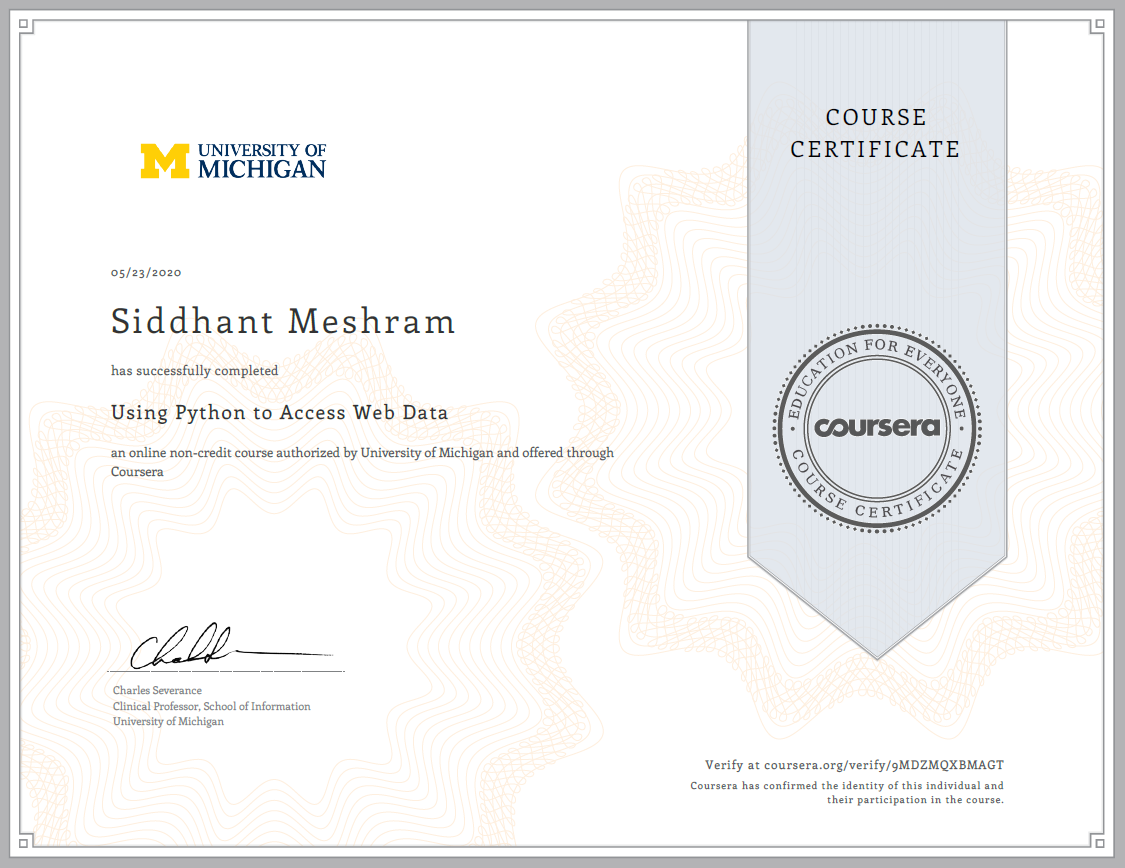 UNIVERSITY OF
MICHIGAN
COURSE
CERTIFICATE
05/23/2020
Siddhant Meshram
has successfully completed
Using Python to Access Web Data
an online non-credit course authorized by University of Michigan and offered through
Coursera
EDUCATION FOR EVERYONE
coursera
COURSE CERTIFICATE
Charles Severance
Clinical Professor, School of Information
University of Michigan
Verify at coursera.org/verify/9MDZMQXBMAGT
Coursera has confirmed the identity of this individual and
their participation in the course.